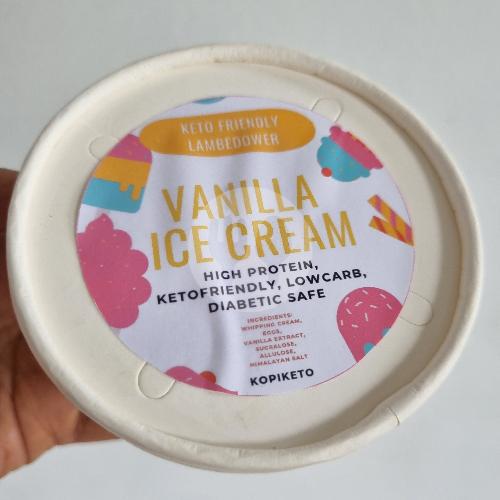 KETO FRIENDLY
LAMBEDOWER
VANILLA
ICE CREAM
HIGH PROTEIN,
KETOFRIENDLY, LOWCARB,
DIABETIC SAFE
INGREDIENTS:
WHIPPING CREAM,
EGGS,
VANILLA EXTRACT,
SUCRALOSE,
ALLULOSE,
HIMALAYAN SALT
KOPIKETO